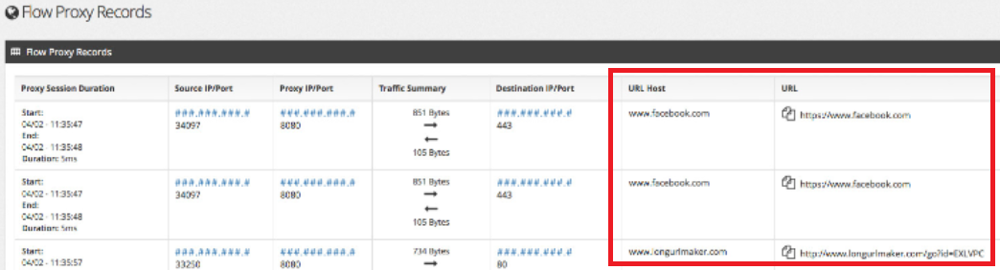 Flow Proxy Records
Flow Proxy Records
Proxy Session Duration Source IP/Port Proxy IP/Port Traffic Summary Destination IP/Port URL Host URL
Start: ###.###.###.# ###.###.###.# 851 Bytes ###.###.###.# www.facebook.com https://www.facebook.com
04/02 - 11:35:47 34097 8080 443
End:
04/02 - 11:35:48 105 Bytes
Duration: 5ms
Start: ###.###.###.# ###.###.###.# 851 Bytes ###.###.###.# www.facebook.com https://www.facebook.com
04/02 - 11:35:47 34097 8080 443
End:
04/02 - 11:35:48 105 Bytes
Duration: 5ms
Start: ###.###.###.# ###.###.###.# 734 Bytes ###.###.###.# www.longurlmaker.com http://www.longurlmaker.com/go?id=EXLVPC
04/02 - 11:35:57 33250 8080 80